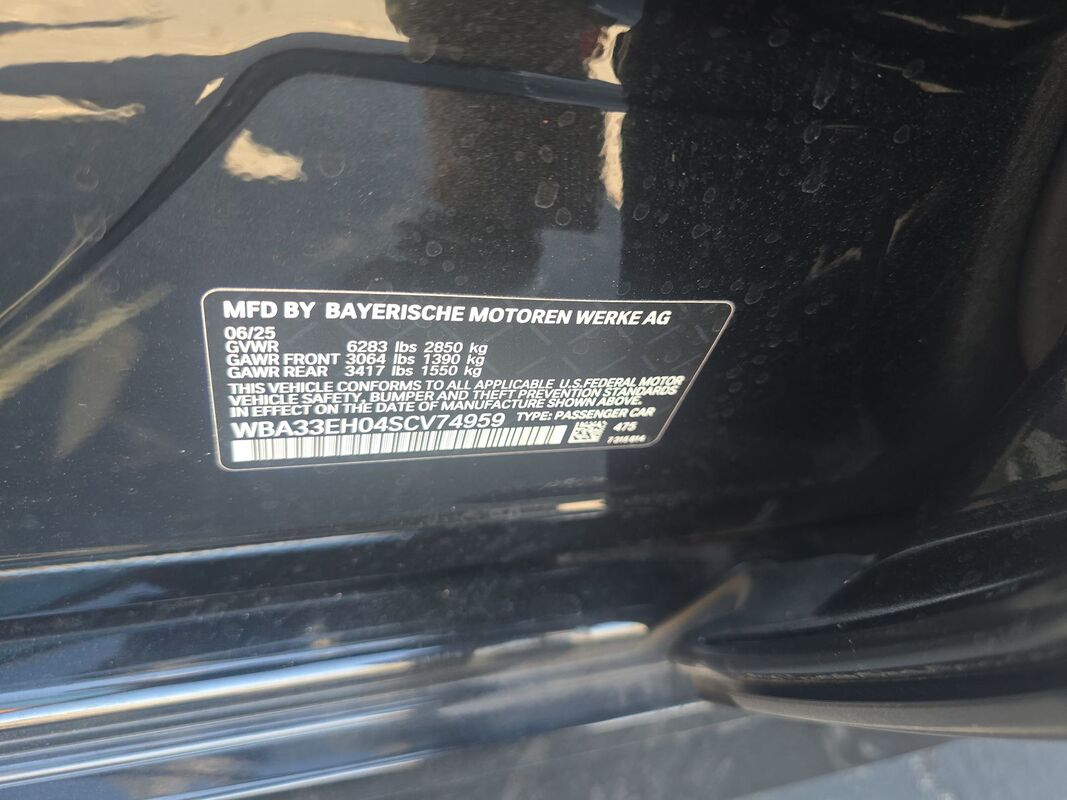 MFD BY BAYERISCHE MOTOREN WERKE AG
06/25
GVWR 6283 lbs 2850 kg
GAWR FRONT 3064 lbs 1390 kg
GAWR REAR 3417 lbs 1550 kg
THIS VEHICLE CONFORMS TO ALL APPLICABLE U.S.FEDERAL MOTOR
VEHICLE SAFETY, BUMPER AND THEFT PREVENTION STANDARDS
IN EFFECT ON THE DATE OF MANUFACTURE SHOWN ABOVE.
WBA33EH04SCV74959 TYPE: PASSENGER CAR
475